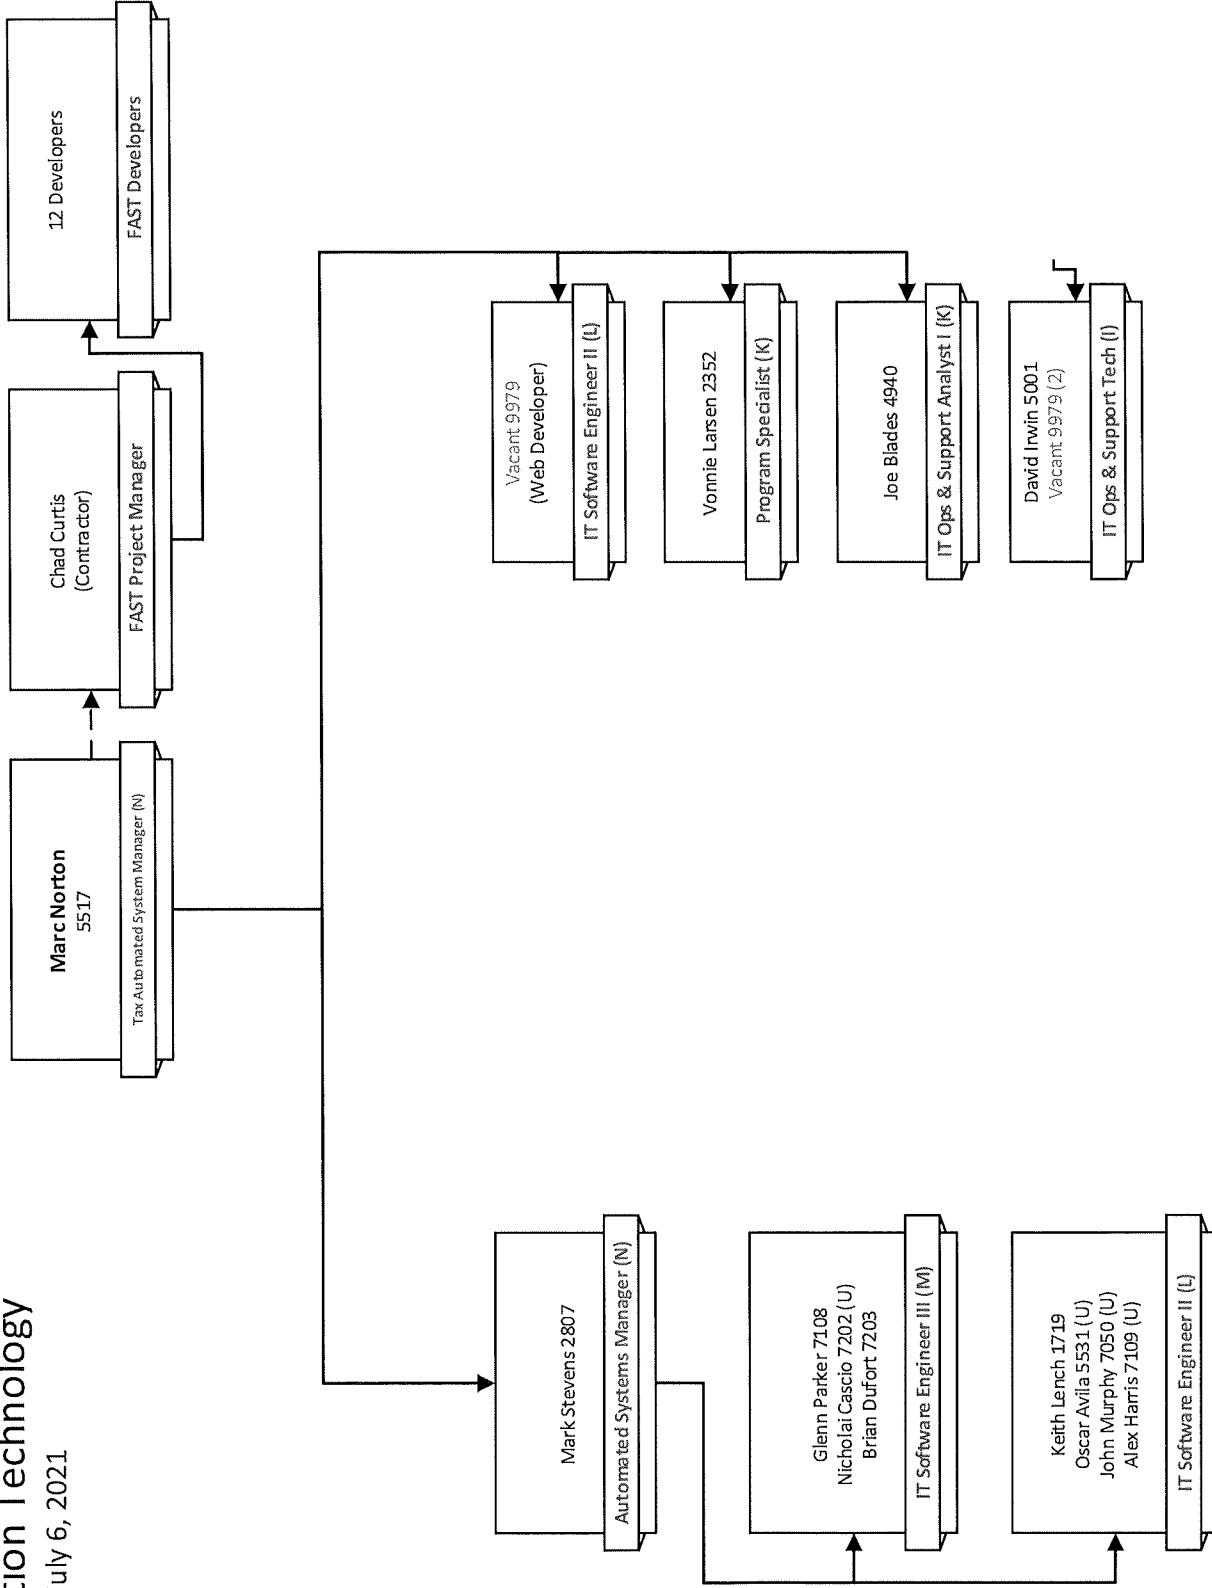 tion Technology
uly 6, 2021
Marc Norton
5517
Tax Automated System Manager (N)
Chad Curtis
(Contractor)
FAST Project Manager
12 Developers
FAST Developers
Mark Stevens 2807
Automated Systems Manager (N)
Glenn Parker 7108
Nicholai Cascio 7202 (U)
Brian Dufort 7203
IT Software Engineer III (M)
Keith Lench 1719
Oscar Avila 5531 (U)
John Murphy 7050 (U)
Alex Harris 7109 (U)
IT Software Engineer II (L)
Vacant 9979
(Web Developer)
IT Software Engineer II (L)
Vonnie Larsen 2352
Program Specialist (K)
Joe Blades 4940
IT Ops & Support Analyst I (K)
David Irwin 5001
Vacant 9979 (2)
IT Ops & Support Tech (I)